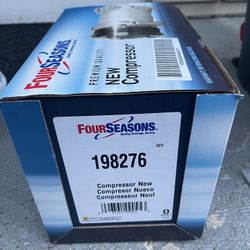 FOURSEASONS
PREMIUM QUALITY
NEW
Compressor
FOURSEASONS
198276
Compressor New
Compresor Nuevo
Compresseur Neuf